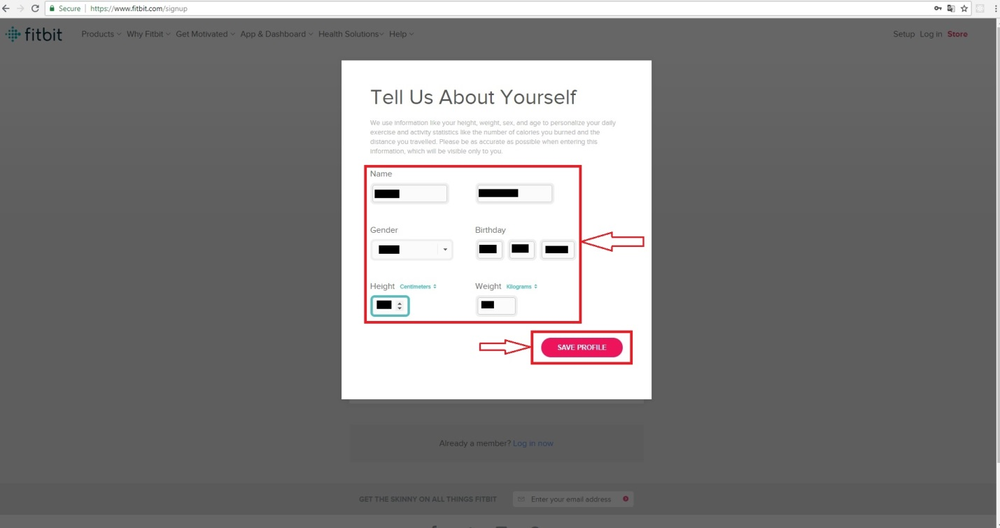 Secure https://www.fitbit.com/signup
fitbit Products Why Fitbit Get Motivated App & Dashboard Health Solutions Help Setup Log in Store
Tell Us About Yourself
We use information like your height, weight, sex, and age to personalize your daily
exercise and activity statistics like the number of calories you burned and the
distance you travelled. Please be as accurate as possible when entering this
information, which will be visible only to you.
Name
Gender Birthday
Height Centimeters Weight Kilograms
SAVE PROFILE
Already a member? Log in now
GET THE SKINNY ON ALL THINGS FITBIT Enter your email address